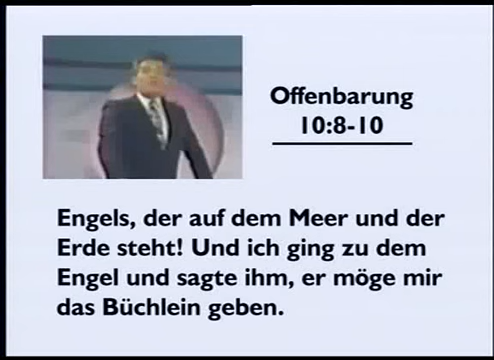 Offenbarung
10:8-10
Engels, der auf dem Meer und der
Erde steht! Und ich ging zu dem
Engel und sagte ihm, er möge mir
das Büchlein geben.